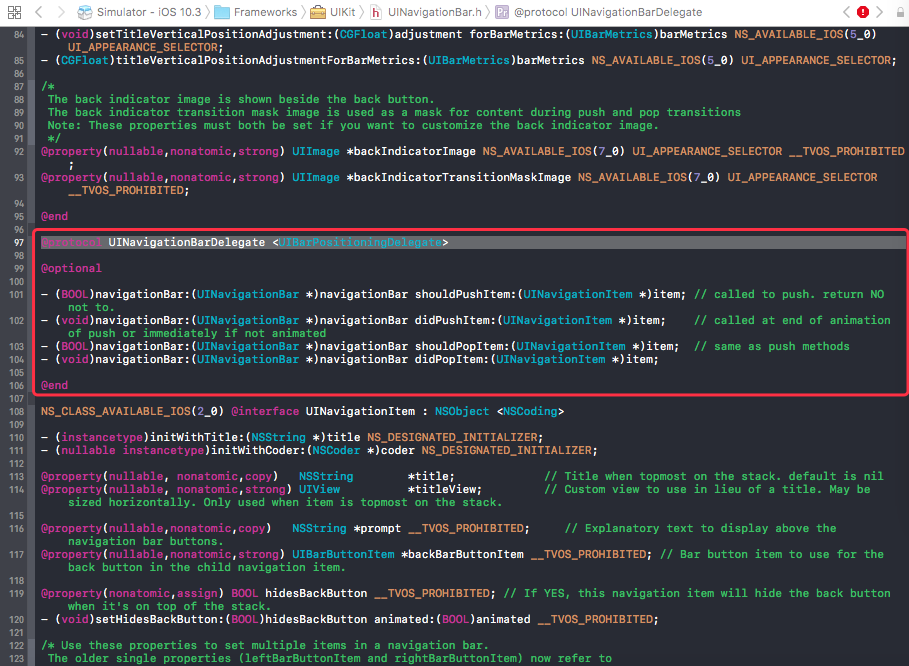 Simulator - iOS 10.3 Frameworks UIKit h UINavigationBar.h Pr @protocol UINavigationBarDelegate
84 - (void)setTitleVerticalPositionAdjustment:(CGFloat)adjustment forBarMetrics:(UIBarMetrics)barMetrics NS_AVAILABLE_IOS(5_0)
UI_APPEARANCE_SELECTOR;
85 - (CGFloat)titleVerticalPositionAdjustmentForBarMetrics:(UIBarMetrics)barMetrics NS_AVAILABLE_IOS(5_0) UI_APPEARANCE_SELECTOR;
86
87 /*
88 The back indicator image is shown beside the back button.
89 The back indicator transition mask image is used as a mask for content during push and pop transitions
90 Note: These properties must both be set if you want to customize the back indicator image.
91 */
92 @property(nullable,nonatomic,strong) UIImage *backIndicatorImage NS_AVAILABLE_IOS(7_0) UI_APPEARANCE_SELECTOR __TVOS_PROHIBITED
;
93 @property(nullable,nonatomic,strong) UIImage *backIndicatorTransitionMaskImage NS_AVAILABLE_IOS(7_0) UI_APPEARANCE_SELECTOR
__TVOS_PROHIBITED;
94
95 @end
96
97 @protocol UINavigationBarDelegate <UIBarPositioningDelegate>
98
99 @optional
100
101 - (BOOL)navigationBar:(UINavigationBar *)navigationBar shouldPushItem:(UINavigationItem *)item; // called to push. return NO
not to.
102 - (void)navigationBar:(UINavigationBar *)navigationBar didPushItem:(UINavigationItem *)item; // called at end of animation
of push or immediately if not animated
103 - (BOOL)navigationBar:(UINavigationBar *)navigationBar shouldPopItem:(UINavigationItem *)item; // same as push methods
104 - (void)navigationBar:(UINavigationBar *)navigationBar didPopItem:(UINavigationItem *)item;
105
106 @end
107
108 NS_CLASS_AVAILABLE_IOS(2_0) @interface UINavigationItem : NSObject <NSCoding>
109
110 - (instancetype)initWithTitle:(NSString *)title NS_DESIGNATED_INITIALIZER;
111 - (nullable instancetype)initWithCoder:(NSCoder *)coder NS_DESIGNATED_INITIALIZER;
112
113 @property(nullable, nonatomic,copy) NSString *title; // Title when topmost on the stack. default is nil
114 @property(nullable, nonatomic,strong) UIView *titleView; // Custom view to use in lieu of a title. May be
sized horizontally. Only used when item is topmost on the stack.
115
116 @property(nullable,nonatomic,copy) NSString *prompt __TVOS_PROHIBITED; // Explanatory text to display above the
navigation bar buttons.
117 @property(nullable,nonatomic,strong) UIBarButtonItem *backBarButtonItem __TVOS_PROHIBITED; // Bar button item to use for the
back button in the child navigation item.
118
119 @property(nonatomic,assign) BOOL hidesBackButton __TVOS_PROHIBITED; // If YES, this navigation item will hide the back button
when it's on top of the stack.
120 - (void)setHidesBackButton:(BOOL)hidesBackButton animated:(BOOL)animated __TVOS_PROHIBITED;
121
122 /* Use these properties to set multiple items in a navigation bar.
123 The older single properties (leftBarButtonItem and rightBarButtonItem) now refer to